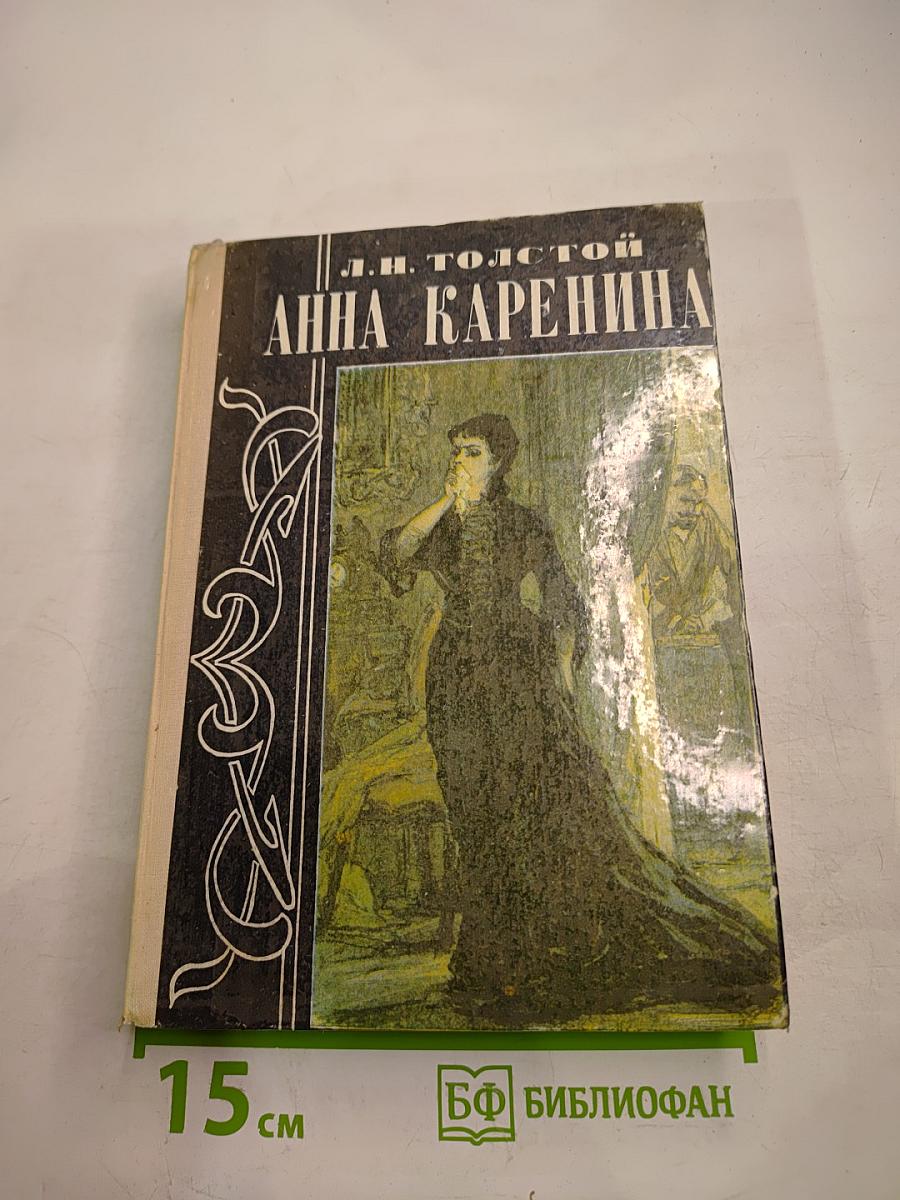 Л.Н. ТОЛСТОЙ
АННА КАРЕНИНА
15 см
БФ БИБЛИОФАН